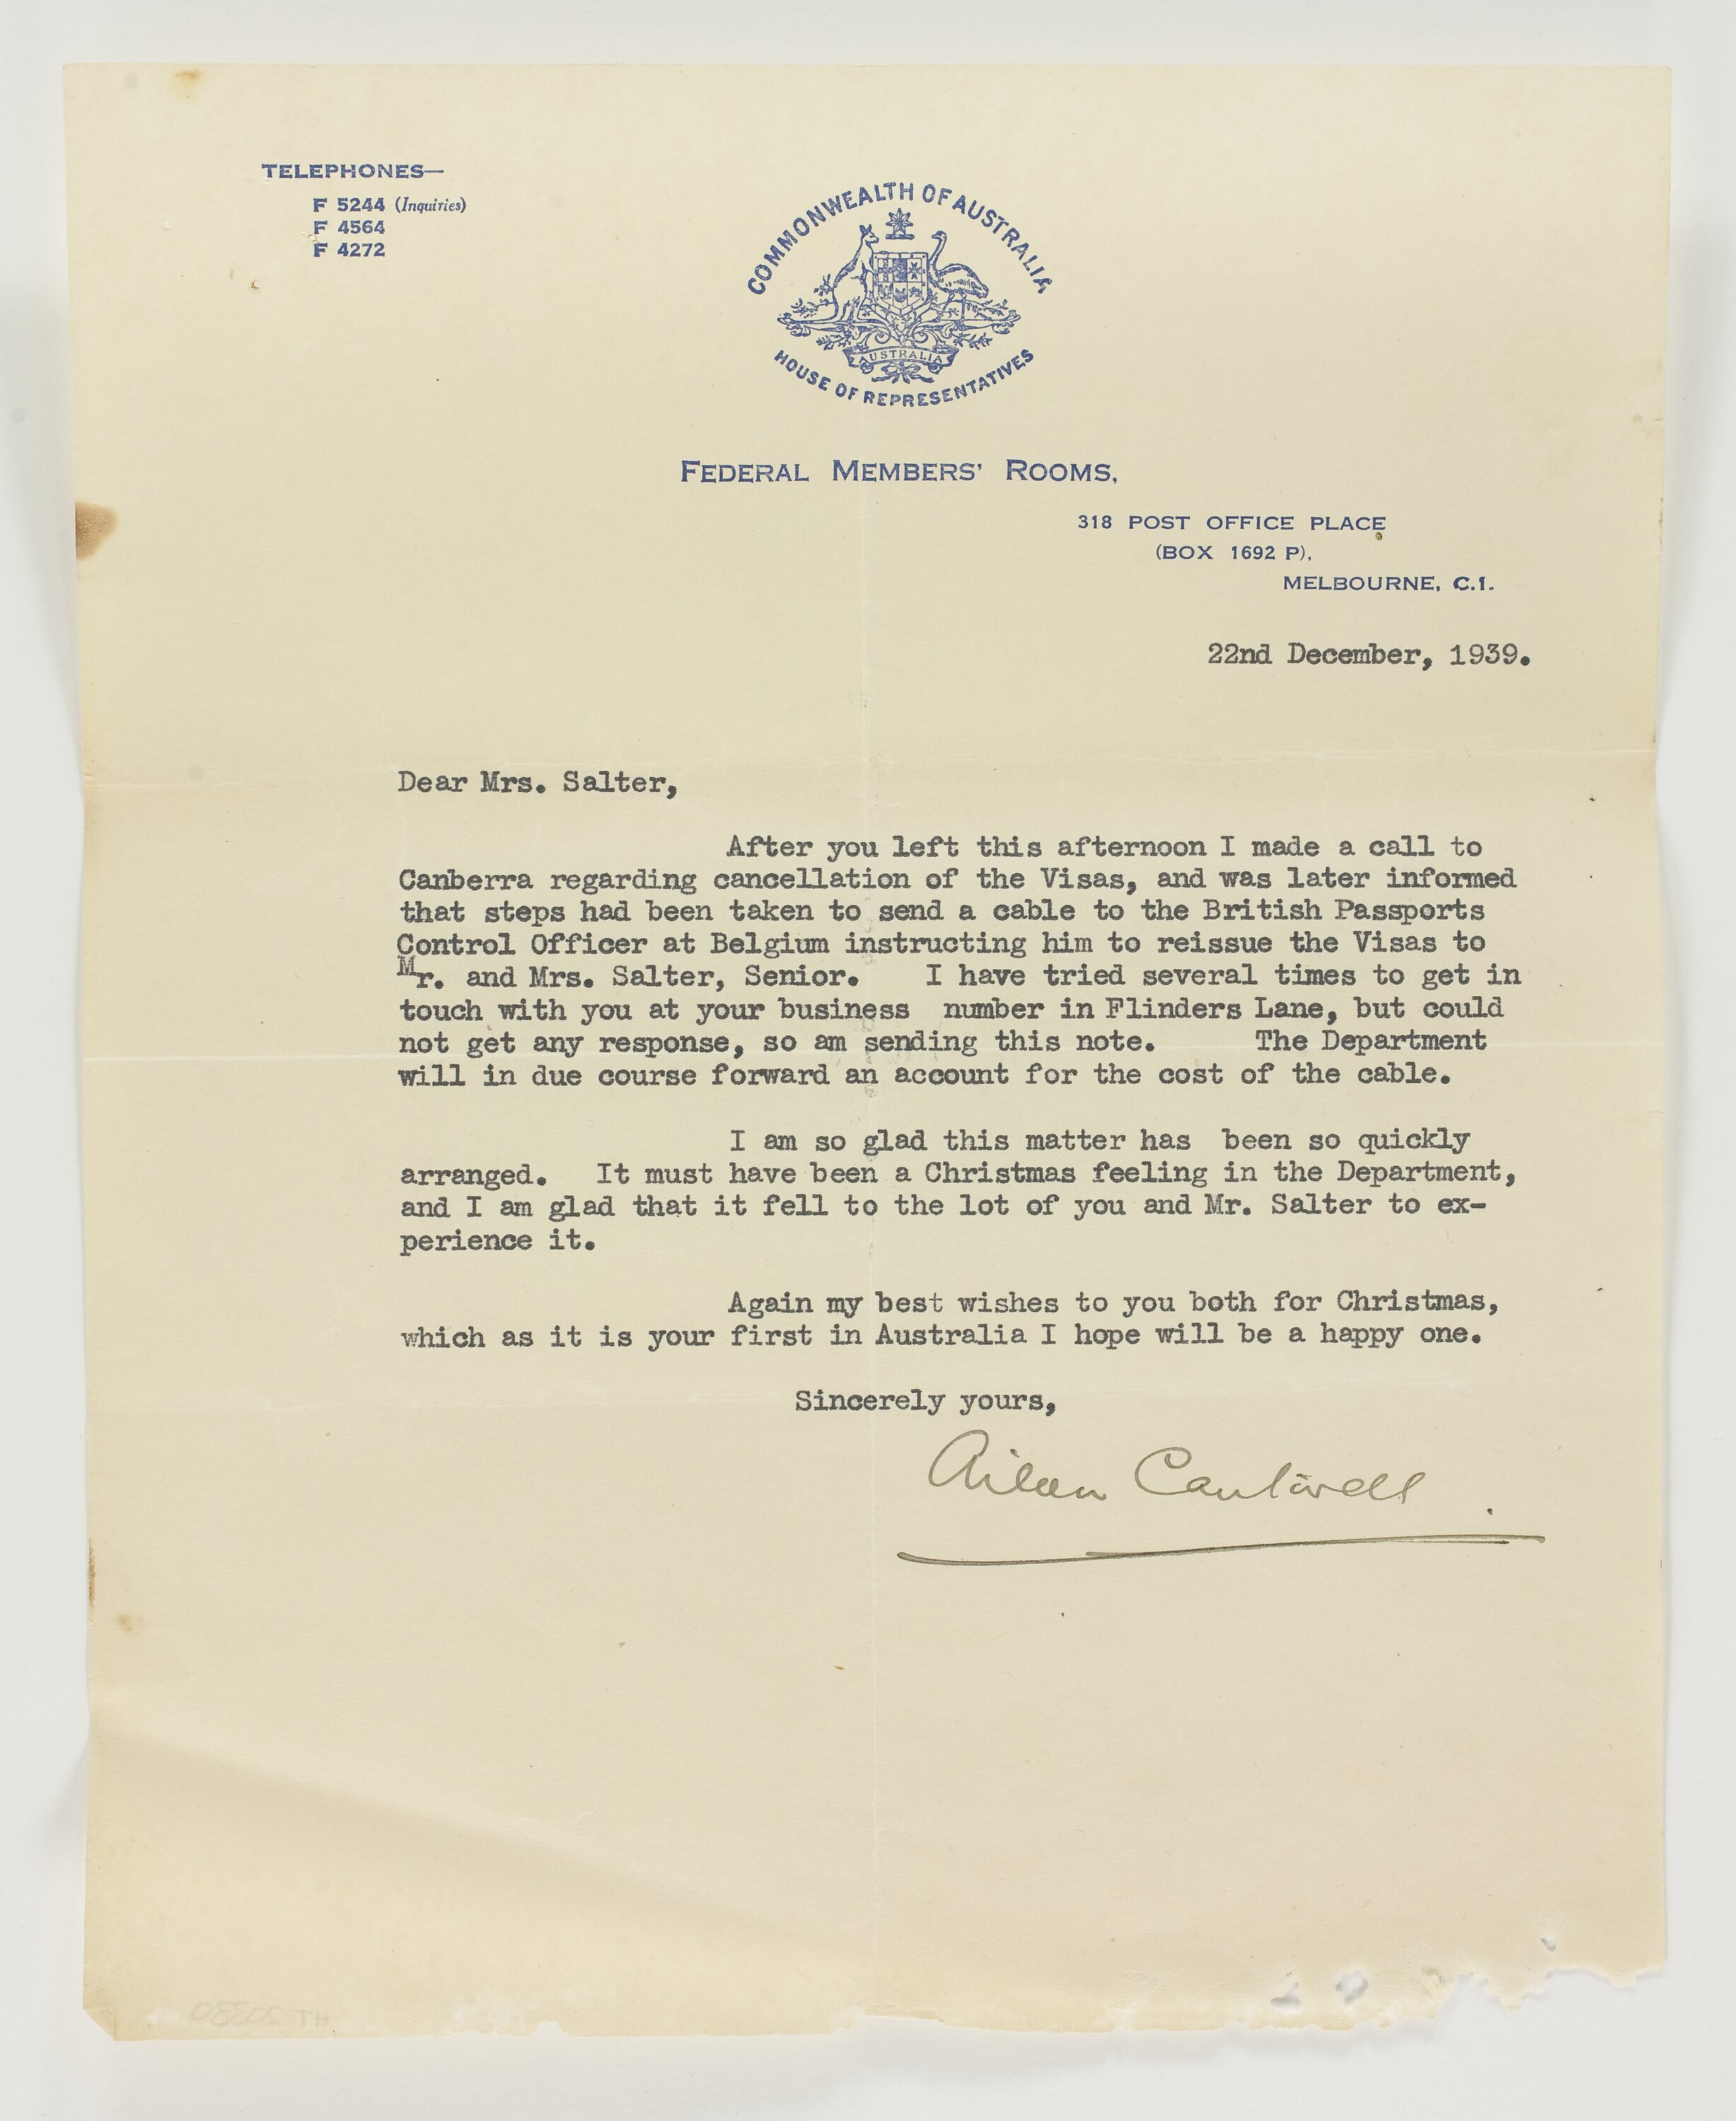 TELEPHONES—
F 5244 (Inquiries)
F 4564
F 4272
COMMONWEALTH OF AUSTRALIA
AUSTRALIA
HOUSE OF REPRESENTATIVES
FEDERAL MEMBERS' ROOMS,
318 POST OFFICE PLACE
(BOX 1692 P),
MELBOURNE, C.1.
22nd December, 1939.
Dear Mrs. Salter,
After you left this afternoon I made a call to
Canberra regarding cancellation of the Visas, and was later informed
that steps had been taken to send a cable to the British Passports
Control Officer at Belgium instructing him to reissue the Visas to
Mr. and Mrs. Salter, Senior. I have tried several times to get in
touch with you at your business number in Flinders Lane, but could
not get any response, so am sending this note. The Department
will in due course forward an account for the cost of the cable.
I am so glad this matter has been so quickly
arranged. It must have been a Christmas feeling in the Department,
and I am glad that it fell to the lot of you and Mr. Salter to ex-
perience it.
Again my best wishes to you both for Christmas,
which as it is your first in Australia I hope will be a happy one.
Sincerely yours,
Aileen Cantwell